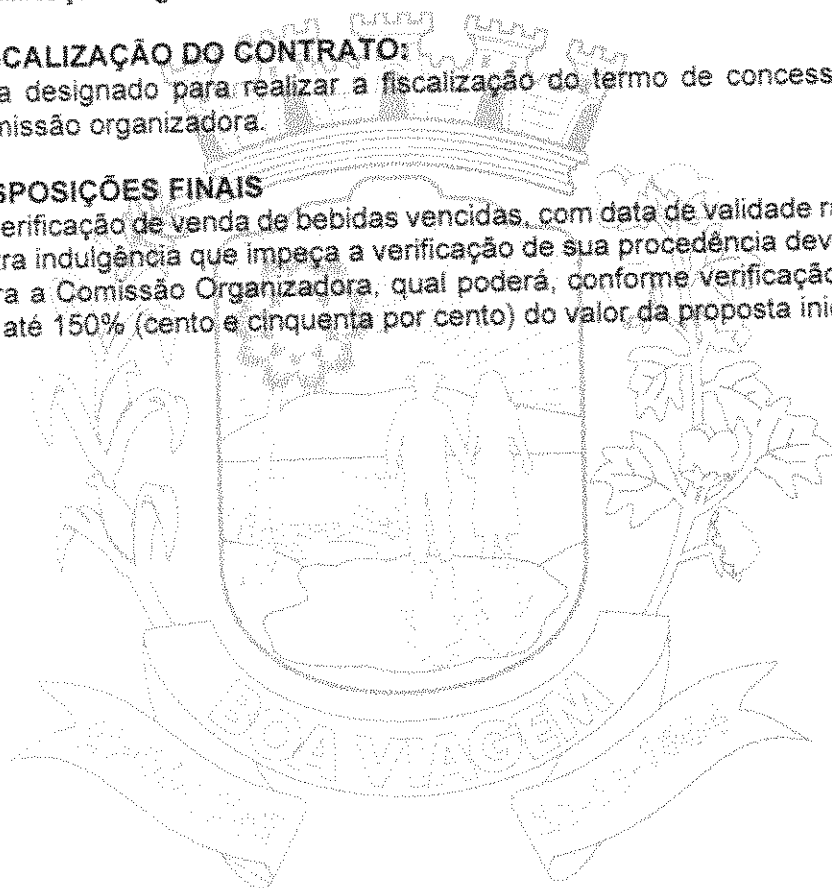 CALIZAÇÃO DO CONTRATO:
a designado para realizar a fiscalização do termo de concess
missão organizadora.
SPOSIÇÕES FINAIS
erificação de venda de bebidas vencidas, com data de validade r
tra indulgência que impeça a verificação de sua procedência dev
ra a Comissão Organizadora, qual poderá, conforme verificação
até 150% (cento e cinquenta por cento) do valor da proposta inic
BOA VIAGEM